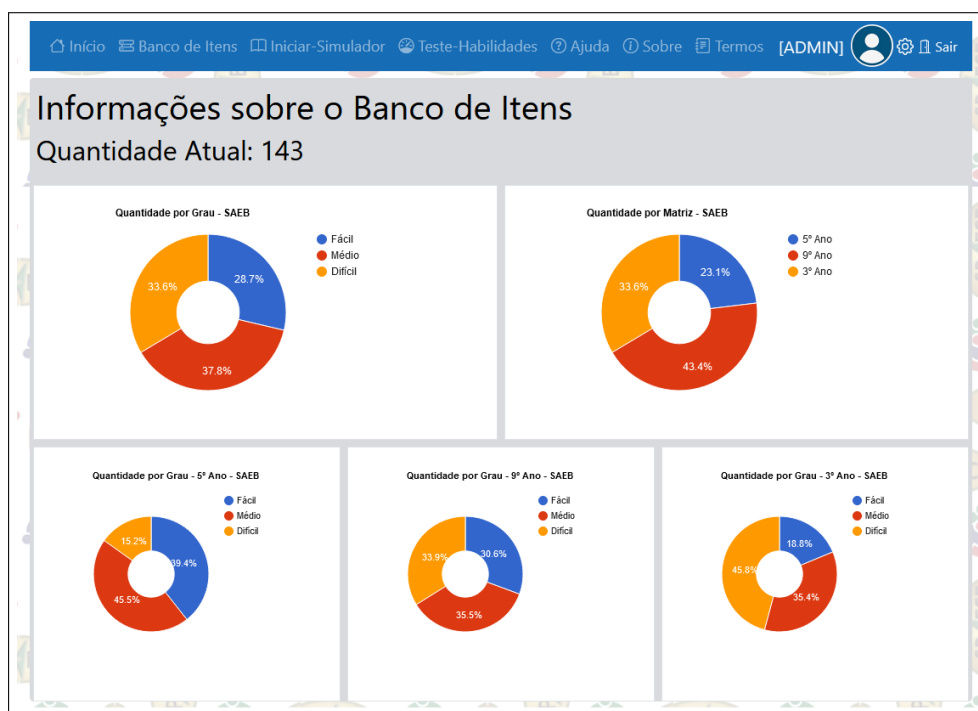 Início Banco de Itens Iniciar-Simulador Teste-Habilidades Ajuda Sobre Termos [ADMIN] Sair
Informações sobre o Banco de Itens
Quantidade Atual: 143
Quantidade por Grau - SAEB
Fácil
Médio
Difícil
28.7%
33.6%
37.8%
Quantidade por Matriz - SAEB
5º Ano
9º Ano
3º Ano
23.1%
33.6%
43.4%
Quantidade por Grau - 5º Ano - SAEB
Fácil
Médio
Difícil
15.2%
39.4%
45.5%
Quantidade por Grau - 9º Ano - SAEB
Fácil
Médio
Difícil
33.9%
30.6%
35.5%
Quantidade por Grau - 3º Ano - SAEB
Fácil
Médio
Difícil
18.8%
45.8%
35.4%